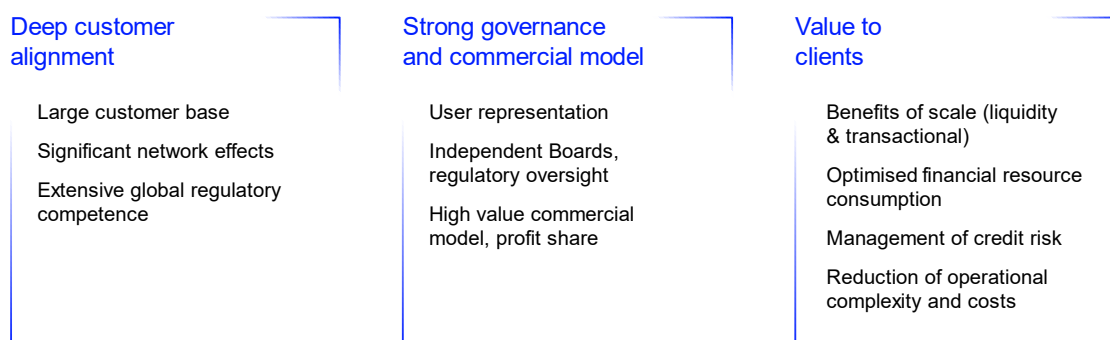 Deep customer
alignment
Large customer base
Significant network effects
Extensive global regulatory
competence
Strong governance
and commercial model
User representation
Independent Boards,
regulatory oversight
High value commercial
model, profit share
Value to
clients
Benefits of scale (liquidity
& transactional)
Optimised financial resource
consumption
Management of credit risk
Reduction of operational
complexity and costs